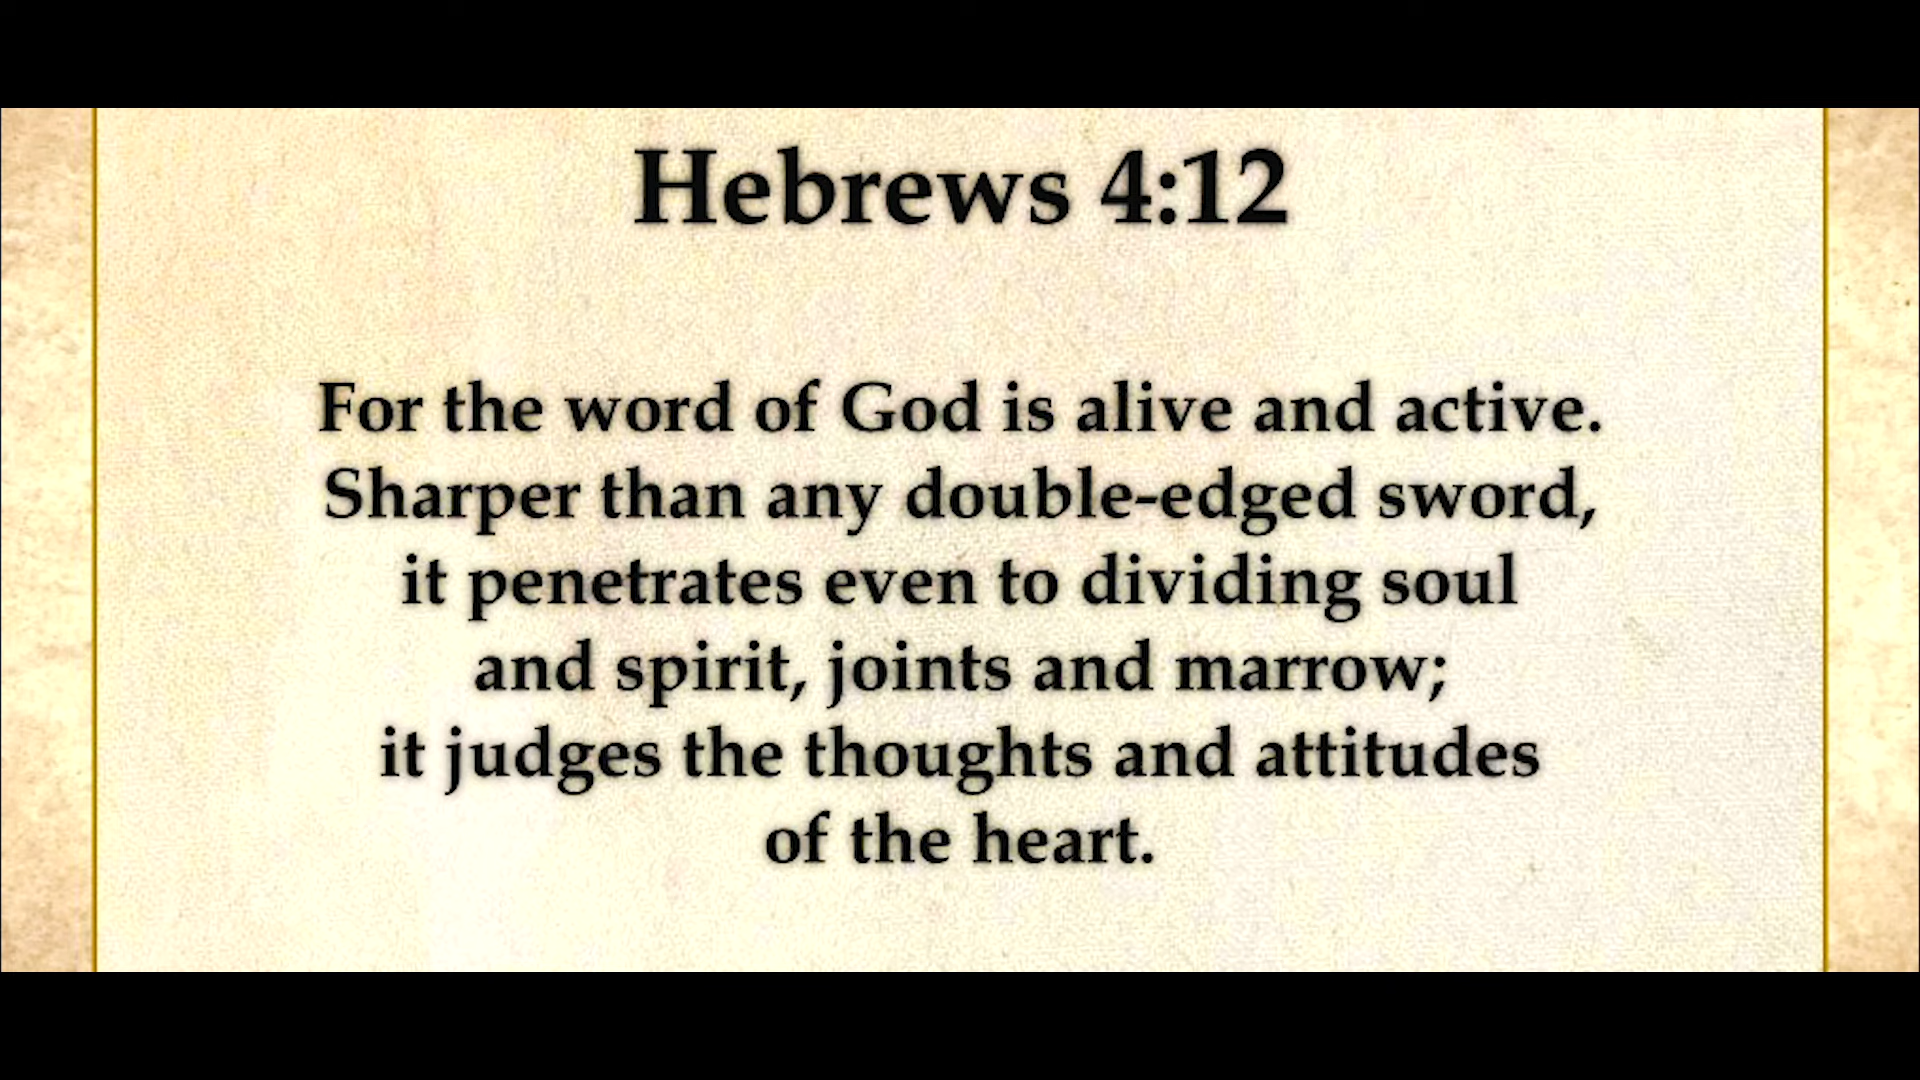 Hebrews 4:12
For the word of God is alive and active.
Sharper than any double-edged sword,
it penetrates even to dividing soul
and spirit, joints and marrow;
it judges the thoughts and attitudes
of the heart.